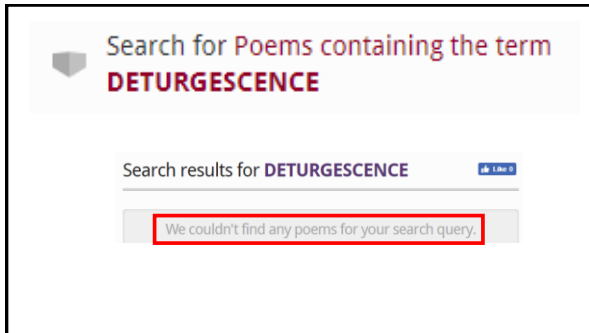 Search for Poems containing the term
DETURGESCENCE
Search results for DETURGESCENCE
Like 0
We couldn't find any poems for your search query.